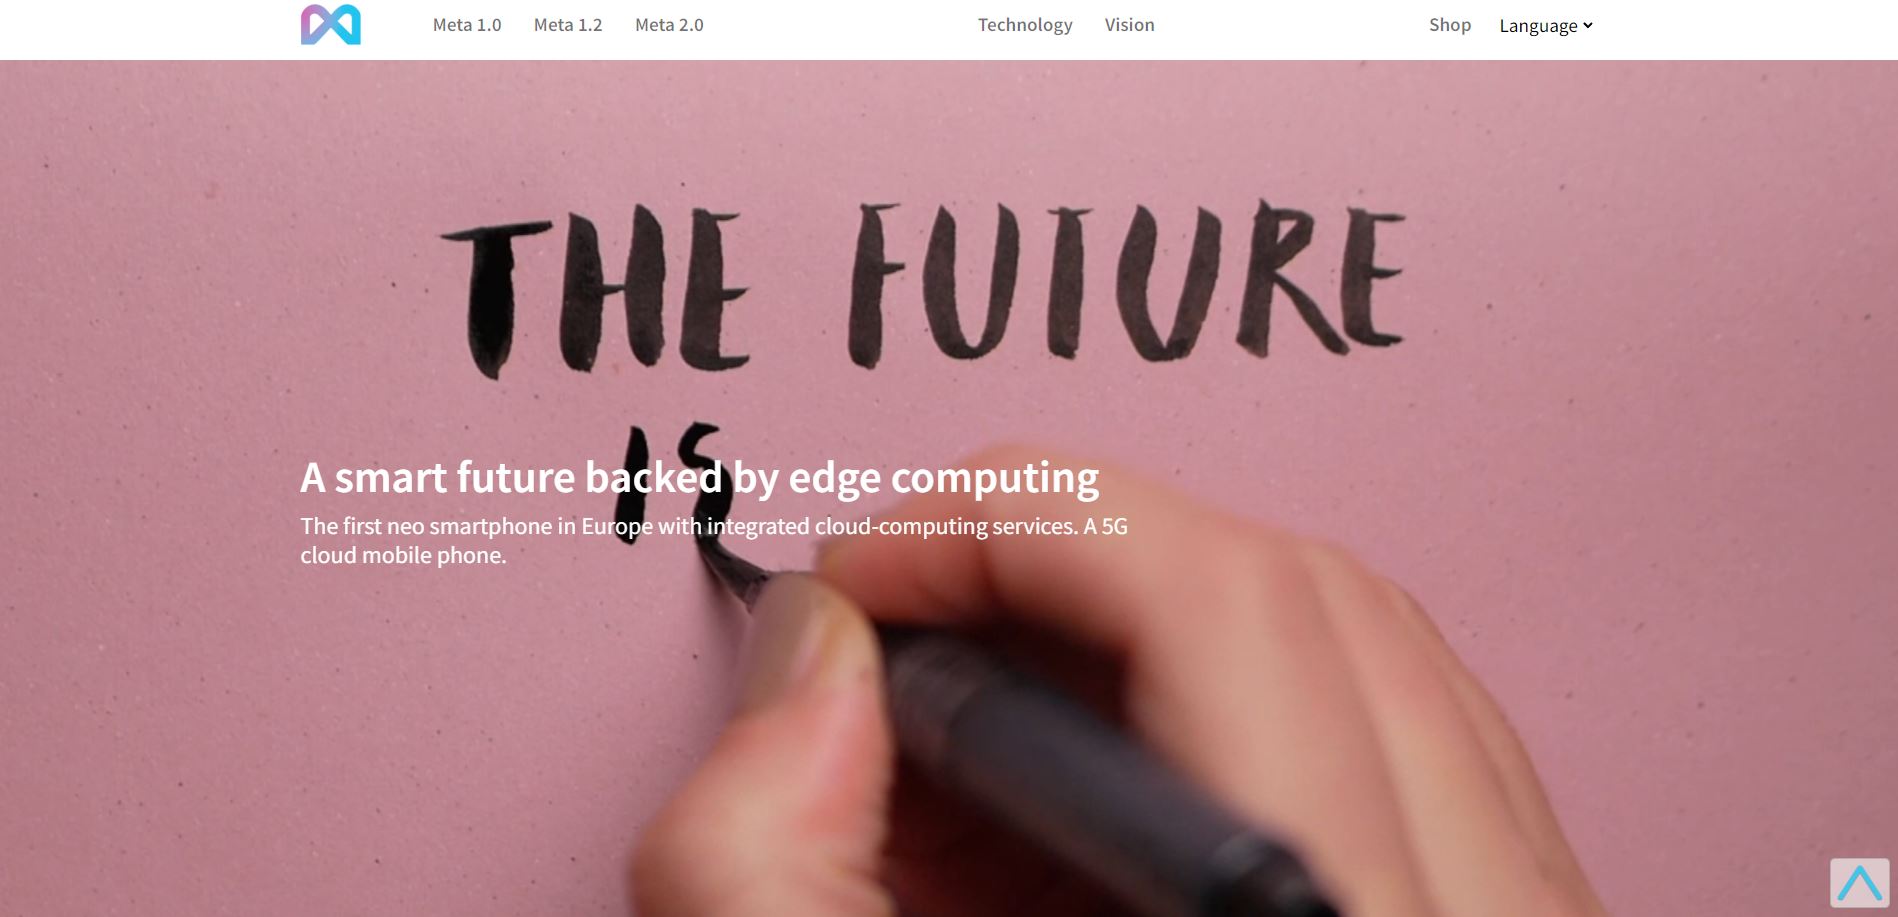 Meta 1.0 Meta 1.2 Meta 2.0 Technology Vision Shop Language
THE FUTURE
IS
A smart future backed by edge computing
The first neo smartphone in Europe with integrated cloud-computing services. A 5G
cloud mobile phone.